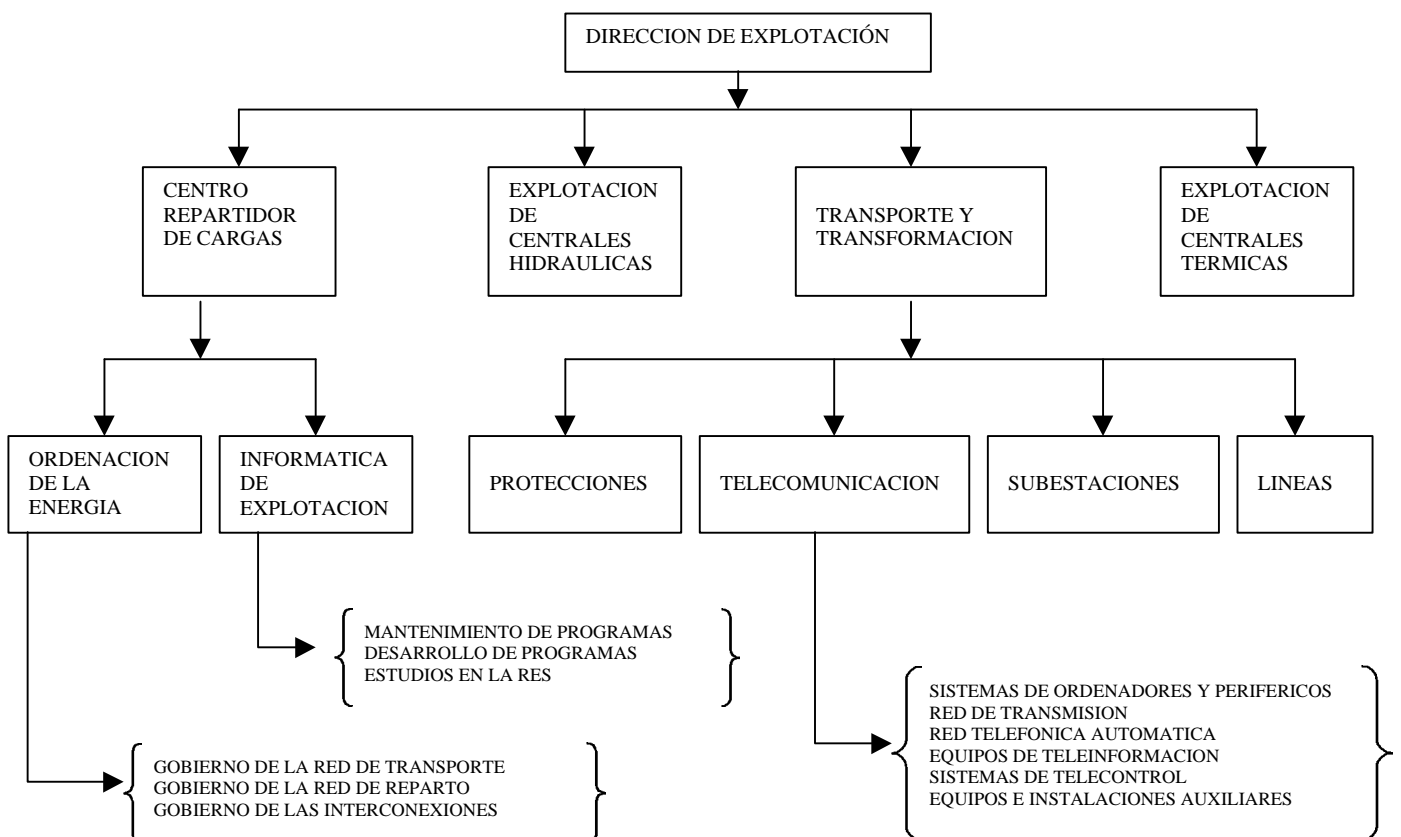 DIRECCION DE EXPLOTACIÓN
CENTRO
REPARTIDOR
DE CARGAS
EXPLOTACION
DE
CENTRALES
HIDRAULICAS
TRANSPORTE Y
TRANSFORMACION
EXPLOTACION
DE
CENTRALES
TERMICAS
ORDENACION
DE LA
ENERGIA
INFORMATICA
DE
EXPLOTACION
PROTECCIONES
TELECOMUNICACION
SUBESTACIONES
LINEAS
MANTENIMIENTO DE PROGRAMAS
DESARROLLO DE PROGRAMAS
ESTUDIOS EN LA RES
SISTEMAS DE ORDENADORES Y PERIFERICOS
RED DE TRANSMISION
RED TELEFONICA AUTOMATICA
EQUIPOS DE TELEINFORMACION
SISTEMAS DE TELECONTROL
EQUIPOS E INSTALACIONES AUXILIARES
GOBIERNO DE LA RED DE TRANSPORTE
GOBIERNO DE LA RED DE REPARTO
GOBIERNO DE LAS INTERCONEXIONES